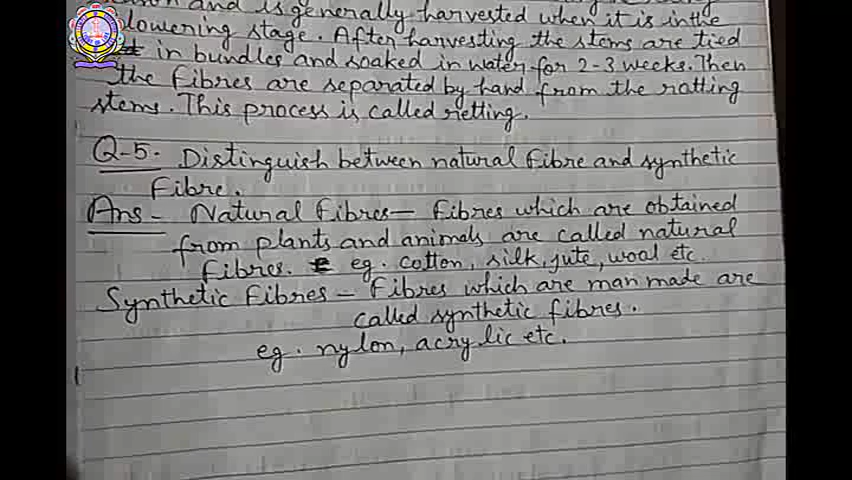 and is generally harvested when it is in the
lowering stage. After harvesting the stems are tied
in bundles and soaked in water for 2-3 weeks. Then
the fibres are separated by hand from the rotting
stems. This process is called retting.
Q-5. Distinguish between natural fibre and synthetic
Fibre.
Ans- Natural Fibres- Fibres which are obtained
from plants and animals are called natural
fibres. eg. cotton, silk, jute, woal etc.
Synthetic Fibres - Fibres which are man made are
called synthetic fibres.
eg. nylon, acrylic etc.